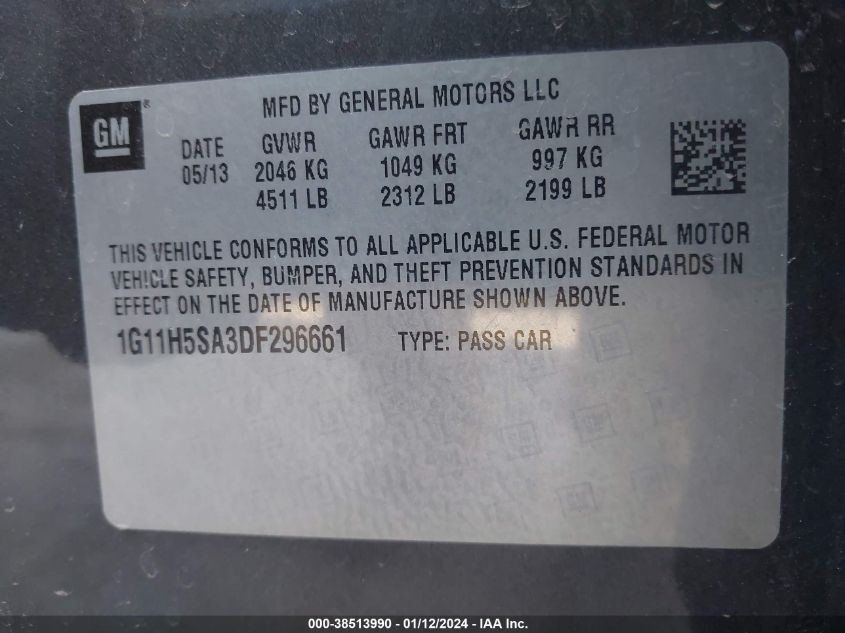 MFD BY GENERAL MOTORS LLC
GM ®
DATE GVWR GAWR FRT GAWR RR
05/13 2046 KG 1049 KG 997 KG
4511 LB 2312 LB 2199 LB
THIS VEHICLE CONFORMS TO ALL APPLICABLE U.S. FEDERAL MOTOR
VEHICLE SAFETY, BUMPER, AND THEFT PREVENTION STANDARDS IN
EFFECT ON THE DATE OF MANUFACTURE SHOWN ABOVE.
1G11H5SA3DF296661 TYPE: PASS CAR
000-38513990 - 01/12/2024 - IAA Inc.